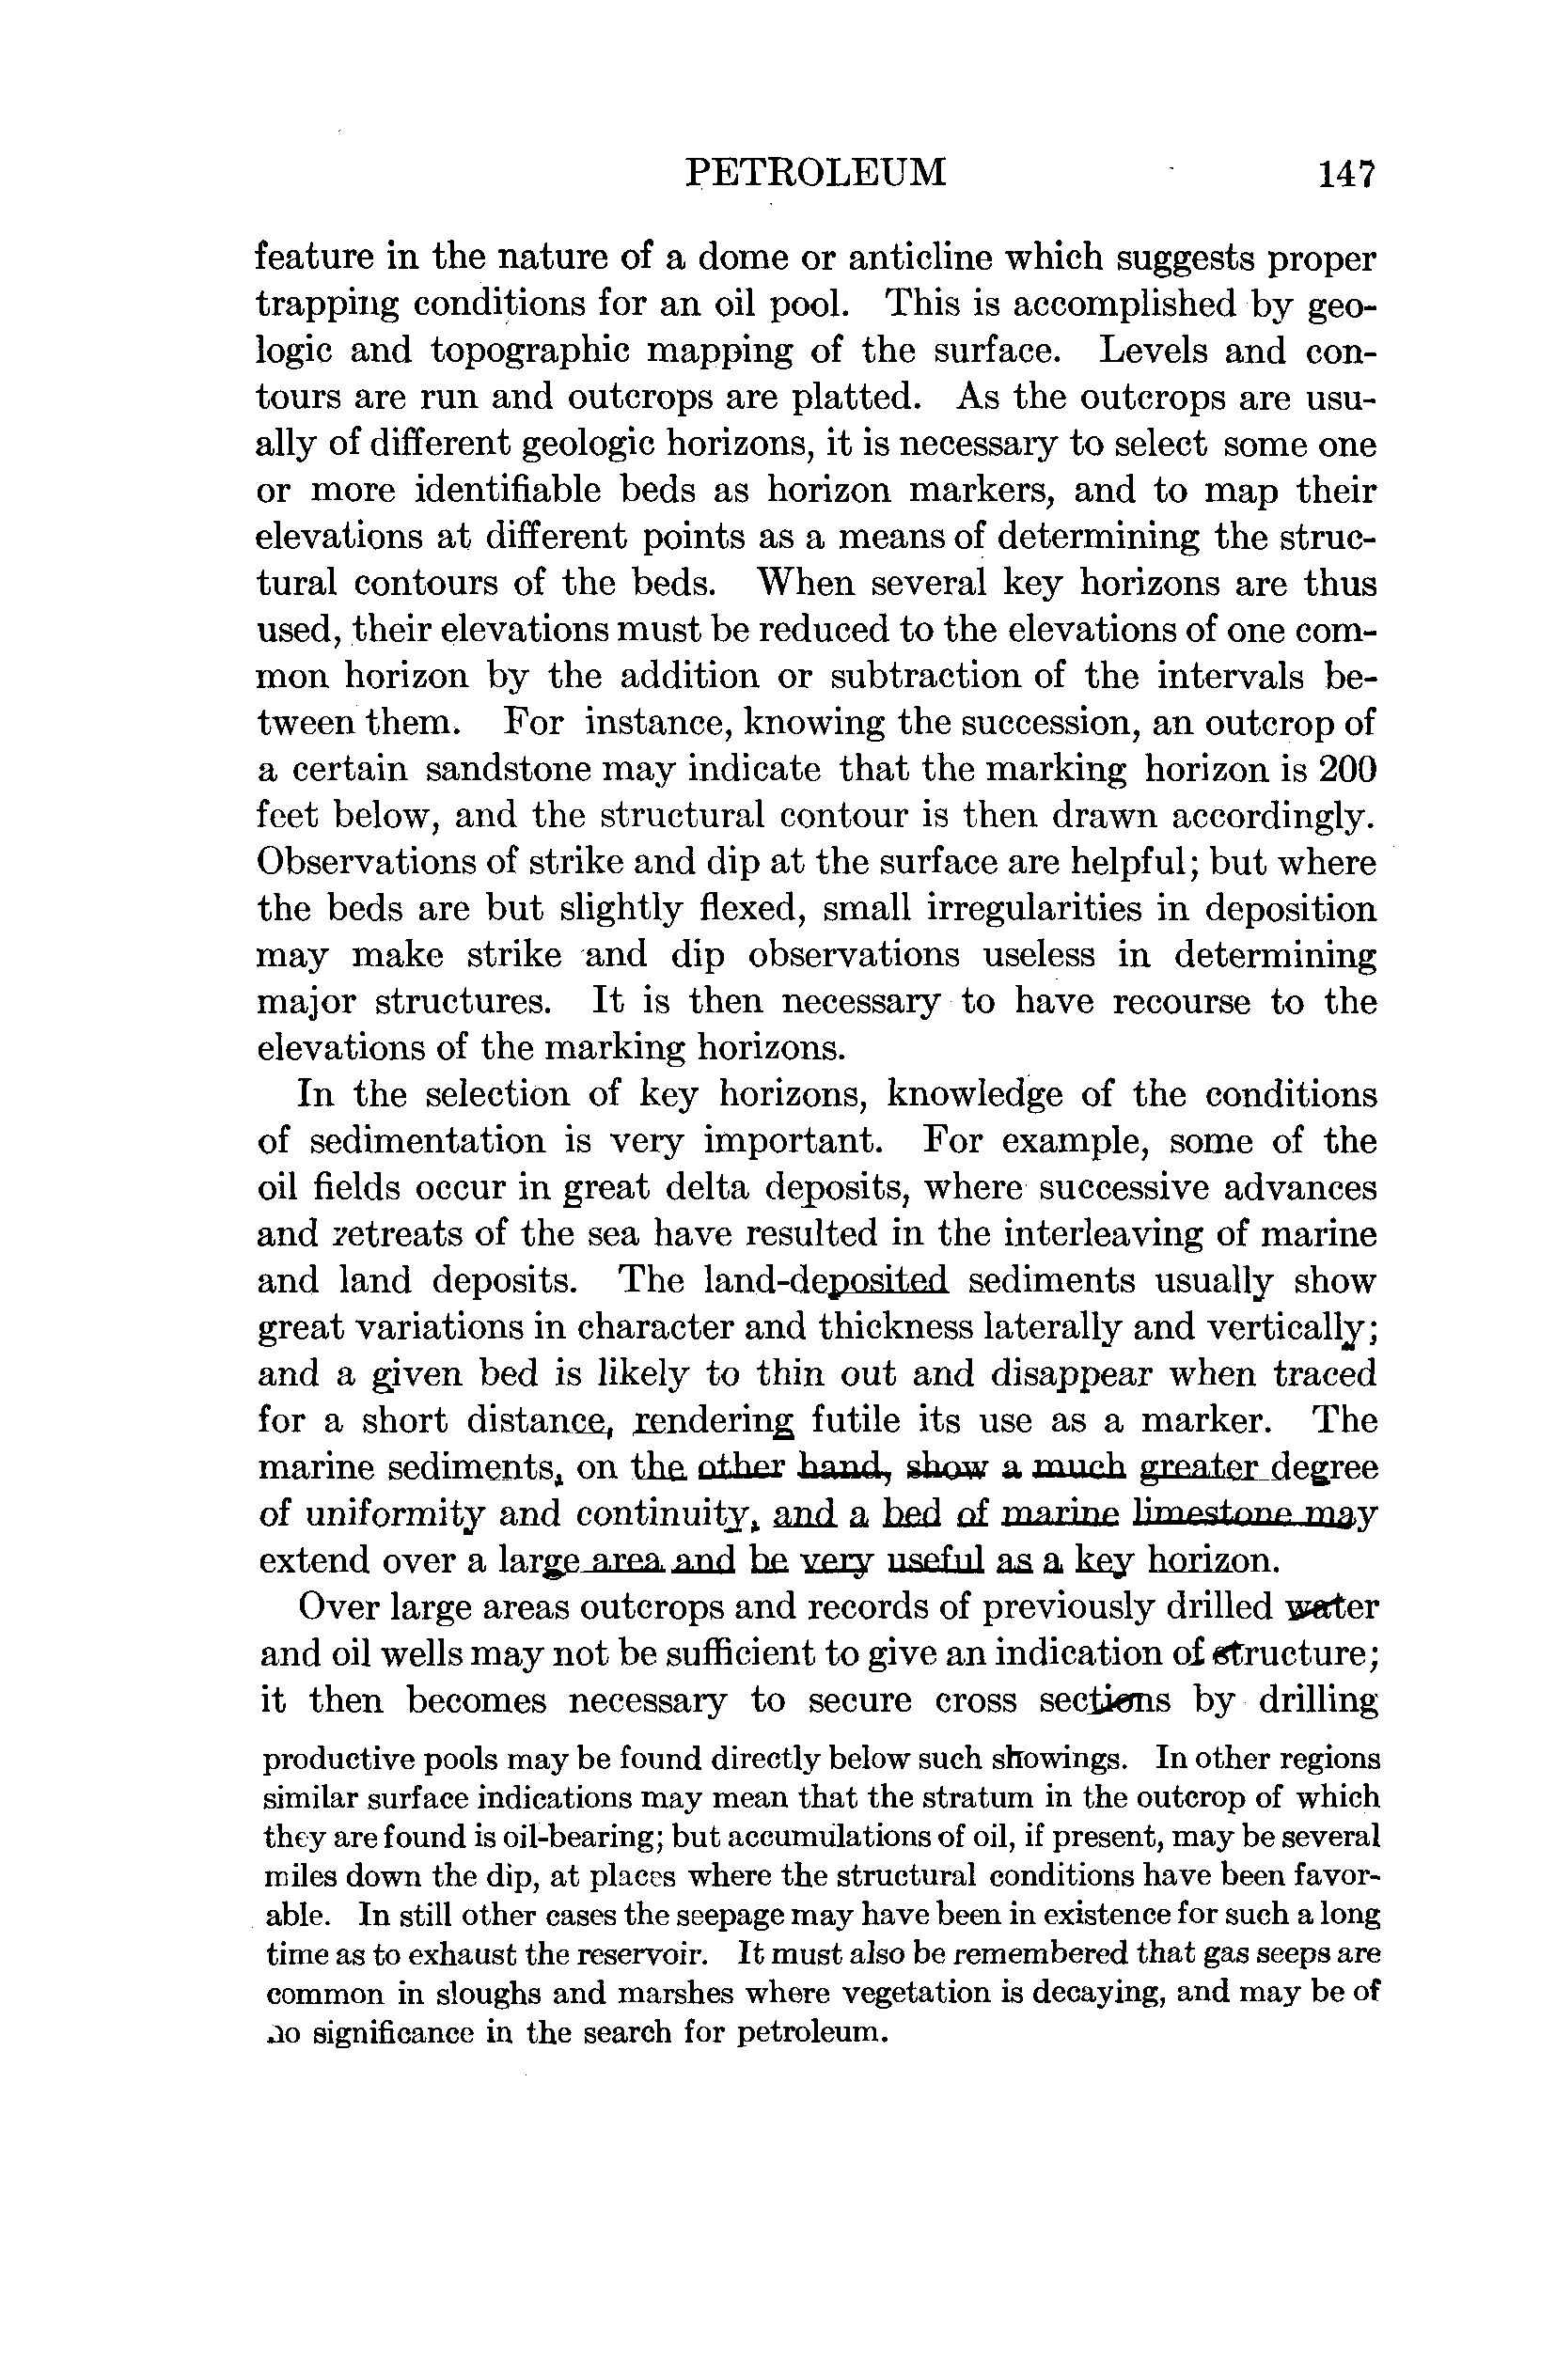 PETROLEUM 147
feature in the nature of a dome or anticline which suggests proper
trapping conditions for an oil pool. This is accomplished by geo-
logic and topographic mapping of the surface. Levels and con-
tours are run and outcrops are platted. As the outcrops are usu-
ally of different geologic horizons, it is necessary to select some one
or more identifiable beds as horizon markers, and to map their
elevations at different points as a means of determining the struc-
tural contours of the beds. When several key horizons are thus
used, their elevations must be reduced to the elevations of one com-
mon horizon by the addition or subtraction of the intervals be-
tween them. For instance, knowing the succession, an outcrop of
a certain sandstone may indicate that the marking horizon is 200
feet below, and the structural contour is then drawn accordingly.
Observations of strike and dip at the surface are helpful; but where
the beds are but slightly flexed, small irregularities in deposition
may make strike and dip observations useless in determining
major structures. It is then necessary to have recourse to the
elevations of the marking horizons.
In the selection of key horizons, knowledge of the conditions
of sedimentation is very important. For example, some of the
oil fields occur in great delta deposits, where successive advances
and retreats of the sea have resulted in the interleaving of marine
and land deposits. The land-deposited sediments usually show
great variations in character and thickness laterally and vertically;
and a given bed is likely to thin out and disappear when traced
for a short distance, rendering futile its use as a marker. The
marine sediments, on the other hand, show a much greater degree
of uniformity and continuity, and a bed of marine limestone may
extend over a large area and be very useful as a key horizon.
Over large areas outcrops and records of previously drilled water
and oil wells may not be sufficient to give an indication of structure;
it then becomes necessary to secure cross sections by drilling
productive pools may be found directly below such showings. In other regions
similar surface indications may mean that the stratum in the outcrop of which
they are found is oil-bearing; but accumulations of oil, if present, may be several
miles down the dip, at places where the structural conditions have been favor-
able. In still other cases the seepage may have been in existence for such a long
time as to exhaust the reservoir. It must also be remembered that gas seeps are
common in sloughs and marshes where vegetation is decaying, and may be of
no significance in the search for petroleum.